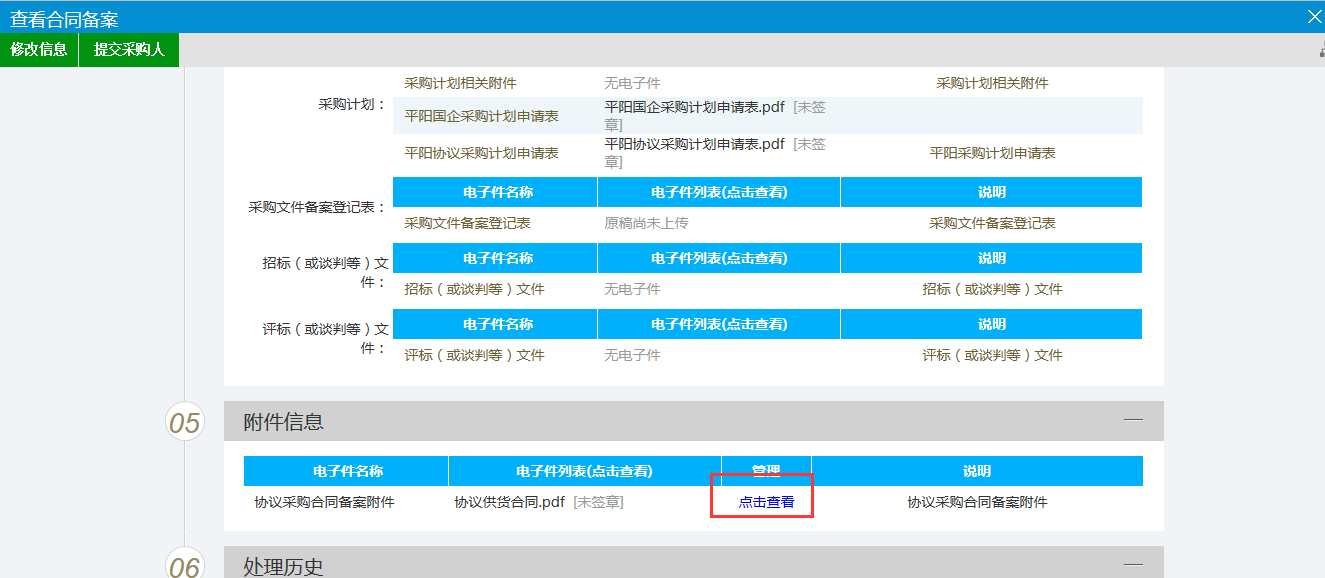 查看合同备案
修改信息 提交采购人
采购计划相关附件 无电子件 采购计划相关附件
采购计划：
平阳国企采购计划申请表 平阳国企采购计划申请表.pdf [未签
章]
平阳协议采购计划申请表 平阳协议采购计划申请表.pdf [未签
章] 平阳采购计划申请表
采购文件备案登记表：
电子件名称 电子件列表(点击查看) 说明
采购文件备案登记表 原稿尚未上传 采购文件备案登记表
招标（或谈判等）文
件：
电子件名称 电子件列表(点击查看) 说明
招标（或谈判等）文件 无电子件 招标（或谈判等）文件
评标（或谈判等）文
件：
电子件名称 电子件列表(点击查看) 说明
评标（或谈判等）文件 无电子件 评标（或谈判等）文件
05 附件信息
电子件名称 电子件列表(点击查看) 管理 说明
协议采购合同备案附件 协议供货合同.pdf [未签章] 点击查看 协议采购合同备案附件
06 处理历史